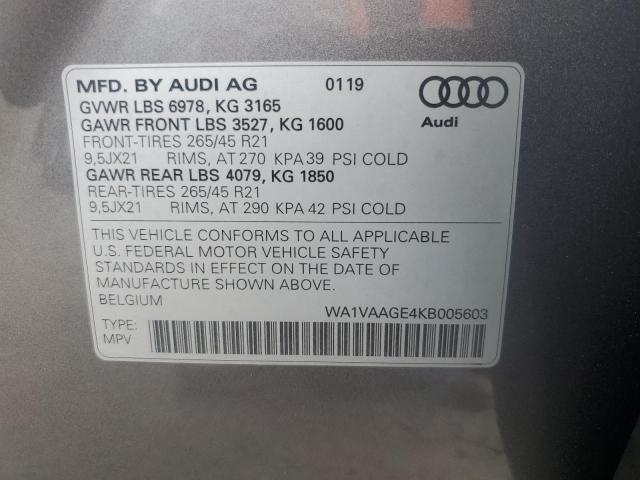 MFD. BY AUDI AG 0119
GVWR LBS 6978, KG 3165
GAWR FRONT LBS 3527, KG 1600
FRONT-TIRES 265/45 R21
9,5JX21 RIMS, AT 270 KPA 39 PSI COLD
GAWR REAR LBS 4079, KG 1850
REAR-TIRES 265/45 R21
9,5JX21 RIMS, AT 290 KPA 42 PSI COLD
Audi
THIS VEHICLE CONFORMS TO ALL APPLICABLE
U.S. FEDERAL MOTOR VEHICLE SAFETY
STANDARDS IN EFFECT ON THE DATE OF
MANUFACTURE SHOWN ABOVE.
BELGIUM
WA1VAAGE4KB005603
TYPE:
MPV